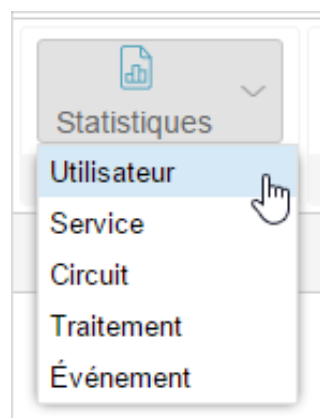 Statistiques
Utilisateur
Service
Circuit
Traitement
Événement